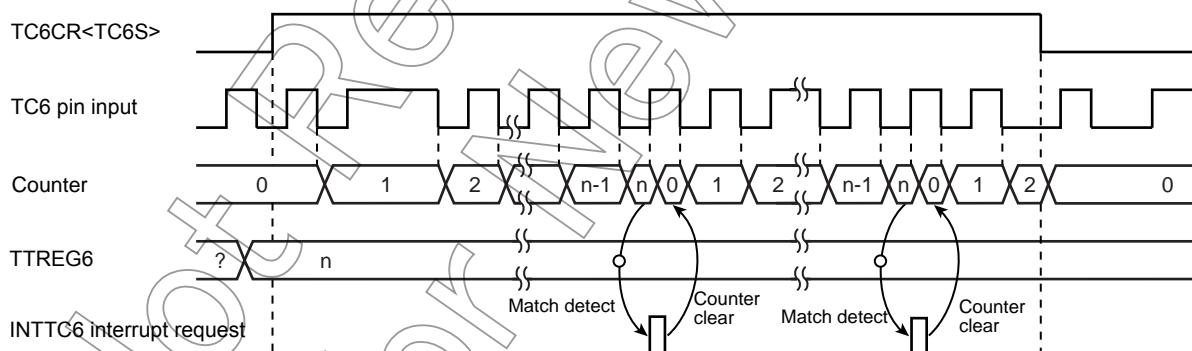 TC6CR<TC6S>
TC6 pin input
Counter 0 1 2 n-1 n 0 1 2 n-1 n 0 1 2 0
TTREG6 ? n
Match detect Counter clear Match detect Counter clear
INTTC6 interrupt request